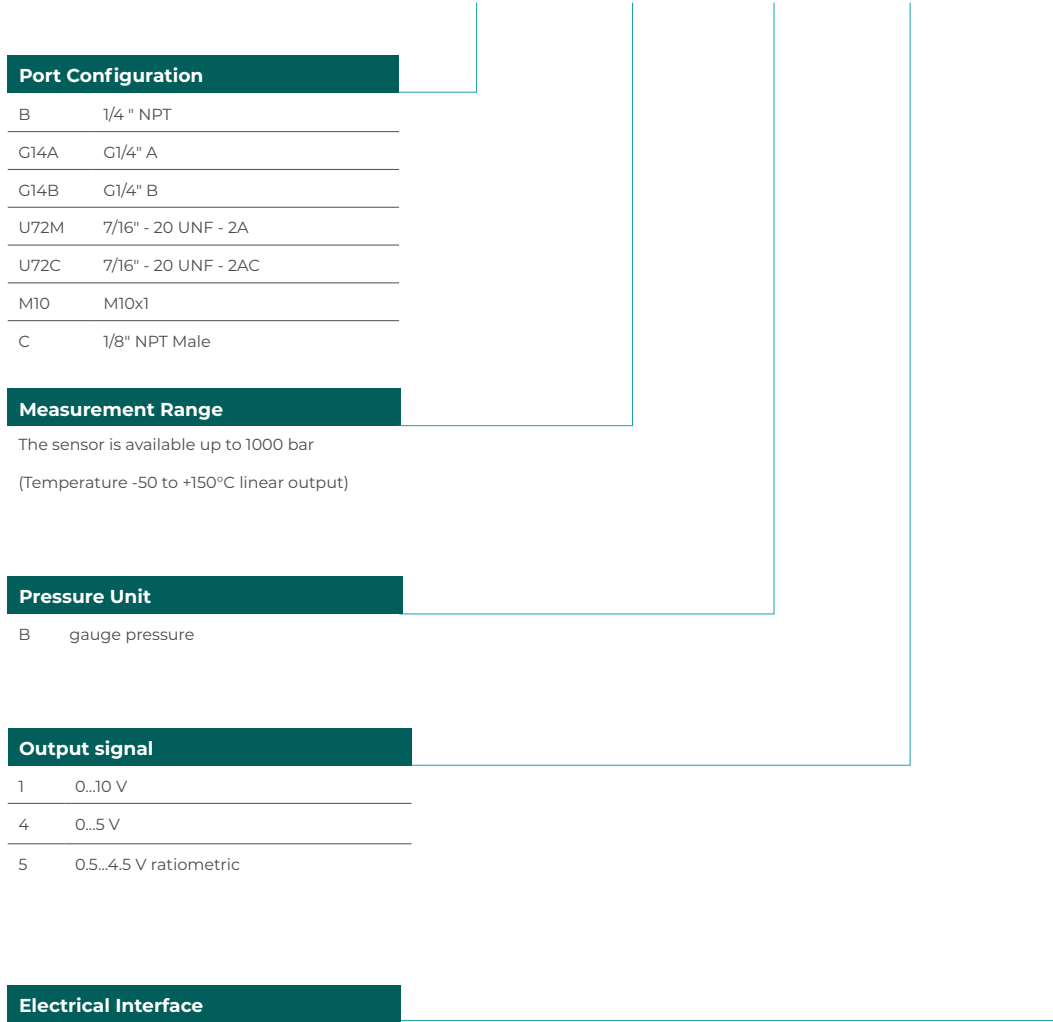 Port Configuration
B 1/4 " NPT
G14A G1/4" A
G14B G1/4" B
U72M 7/16" - 20 UNF - 2A
U72C 7/16" - 20 UNF - 2AC
M10 M10x1
C 1/8" NPT Male
Measurement Range
The sensor is available up to 1000 bar
(Temperature -50 to +150°C linear output)
Pressure Unit
B gauge pressure
Output signal
1 0...10 V
4 0...5 V
5 0.5...4.5 V ratiometric
Electrical Interface